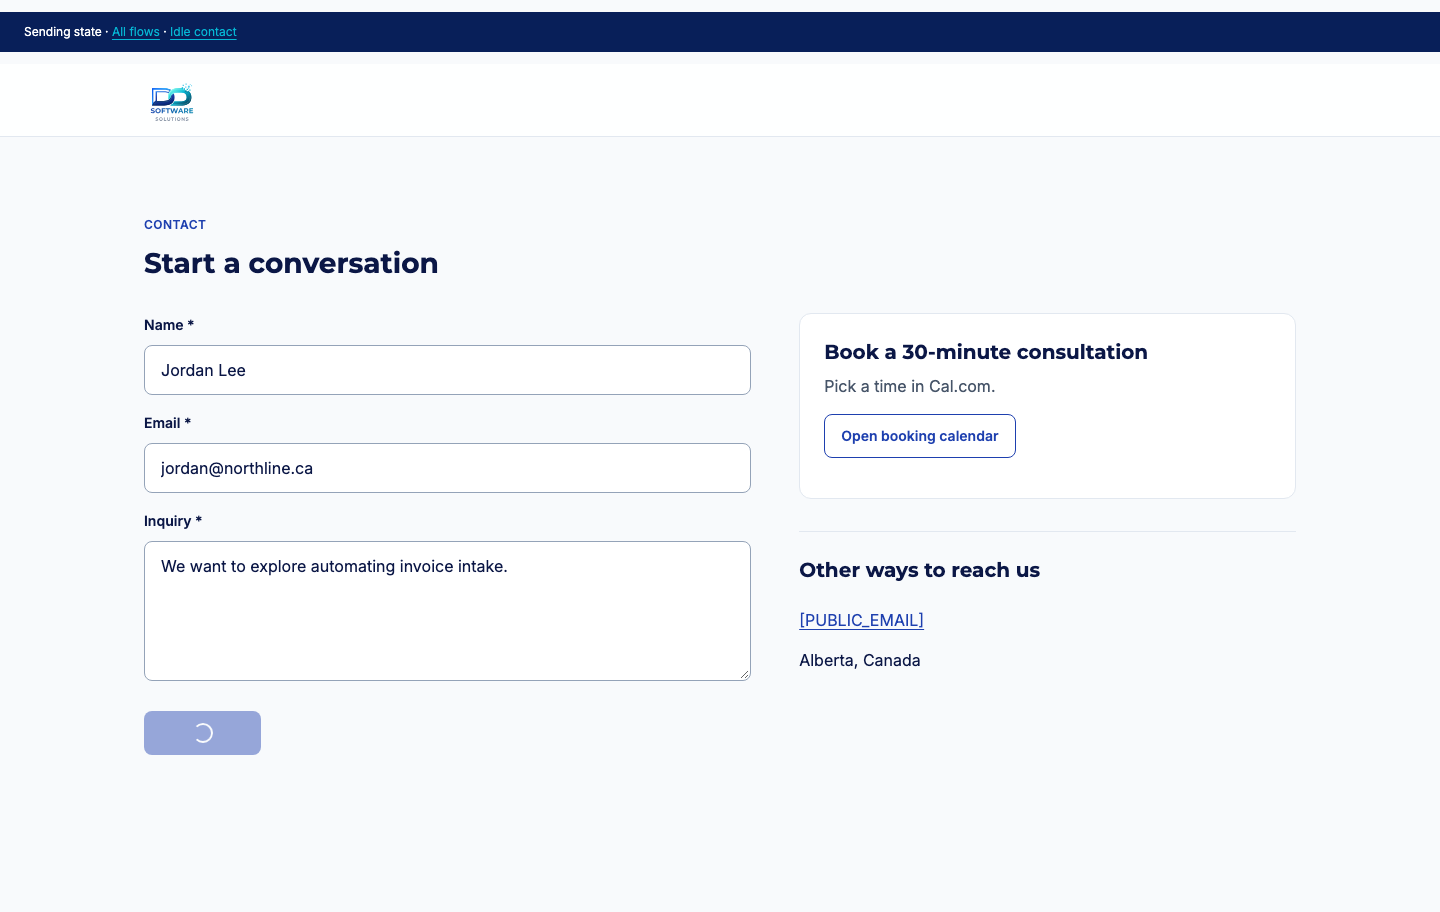 Sending state · All flows · Idle contact
DO
SOFTWARE
SOLUTIONS
CONTACT
Start a conversation
Name *
Jordan Lee
Email *
jordan@northline.ca
Inquiry *
We want to explore automating invoice intake.
Book a 30-minute consultation
Pick a time in Cal.com.
Open booking calendar
Other ways to reach us
[PUBLIC_EMAIL]
Alberta, Canada